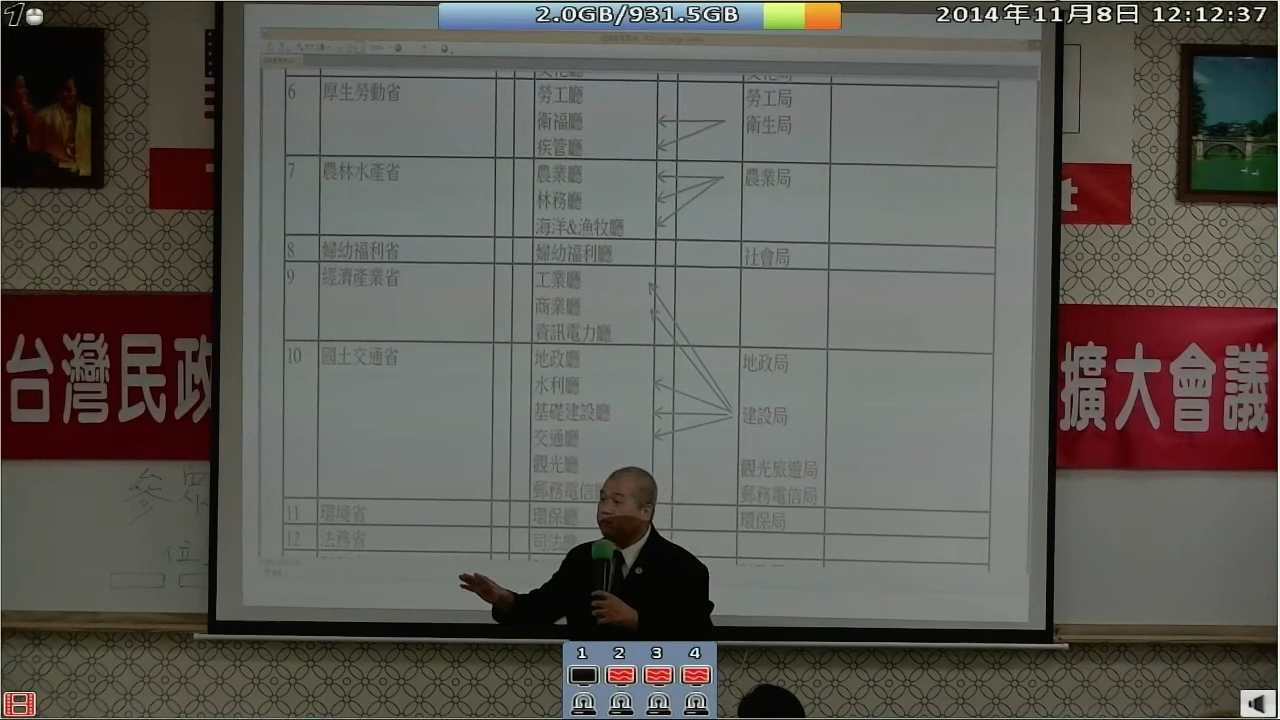 2.0GB/931.5GB
2014年11月8日 12:12:37
6 厚生勞動省 勞工廳 勞工局
衛福廳 衛生局
疾管廳
7 農林水產省 農業廳 農業局
林務廳
海洋&漁牧廳
8 婦幼福利省 婦幼福利廳 社會局
9 經濟產業省 工業廳
商業廳
資訊電力廳
10 國土交通省 地政廳 地政局
水利廳
基礎建設廳 建設局
交通廳
觀光廳 觀光旅遊局
郵務電信 郵務電信局
11 環境省 環保廳 環保局
12 法務省 司法廳
t
台灣民政
擴大會議
參眾
位
1 2 3 4